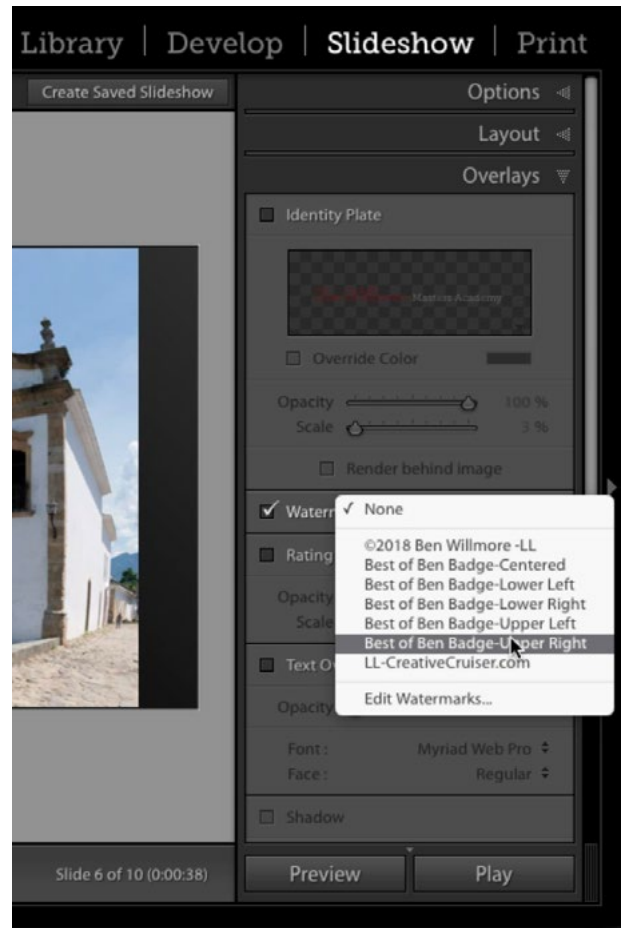 Library | Develop | Slideshow | Print
Create Saved Slideshow
Options
Layout
Overlays
Identity Plate
Masters Academy
Override Color
Opacity 100 %
Scale 3 %
Render behind image
Watern
✓ None
©2018 Ben Willmore -LL
Best of Ben Badge-Centered
Best of Ben Badge-Lower Left
Best of Ben Badge-Lower Right
Best of Ben Badge-Upper Left
Best of Ben Badge-Upper Right
LL-CreativeCruiser.com
Edit Watermarks...
Rating
Opacity
Scale
Text Ov
Opacity
Font : Myriad Web Pro
Face : Regular
Shadow
Slide 6 of 10 (0:00:38)
Preview
Play